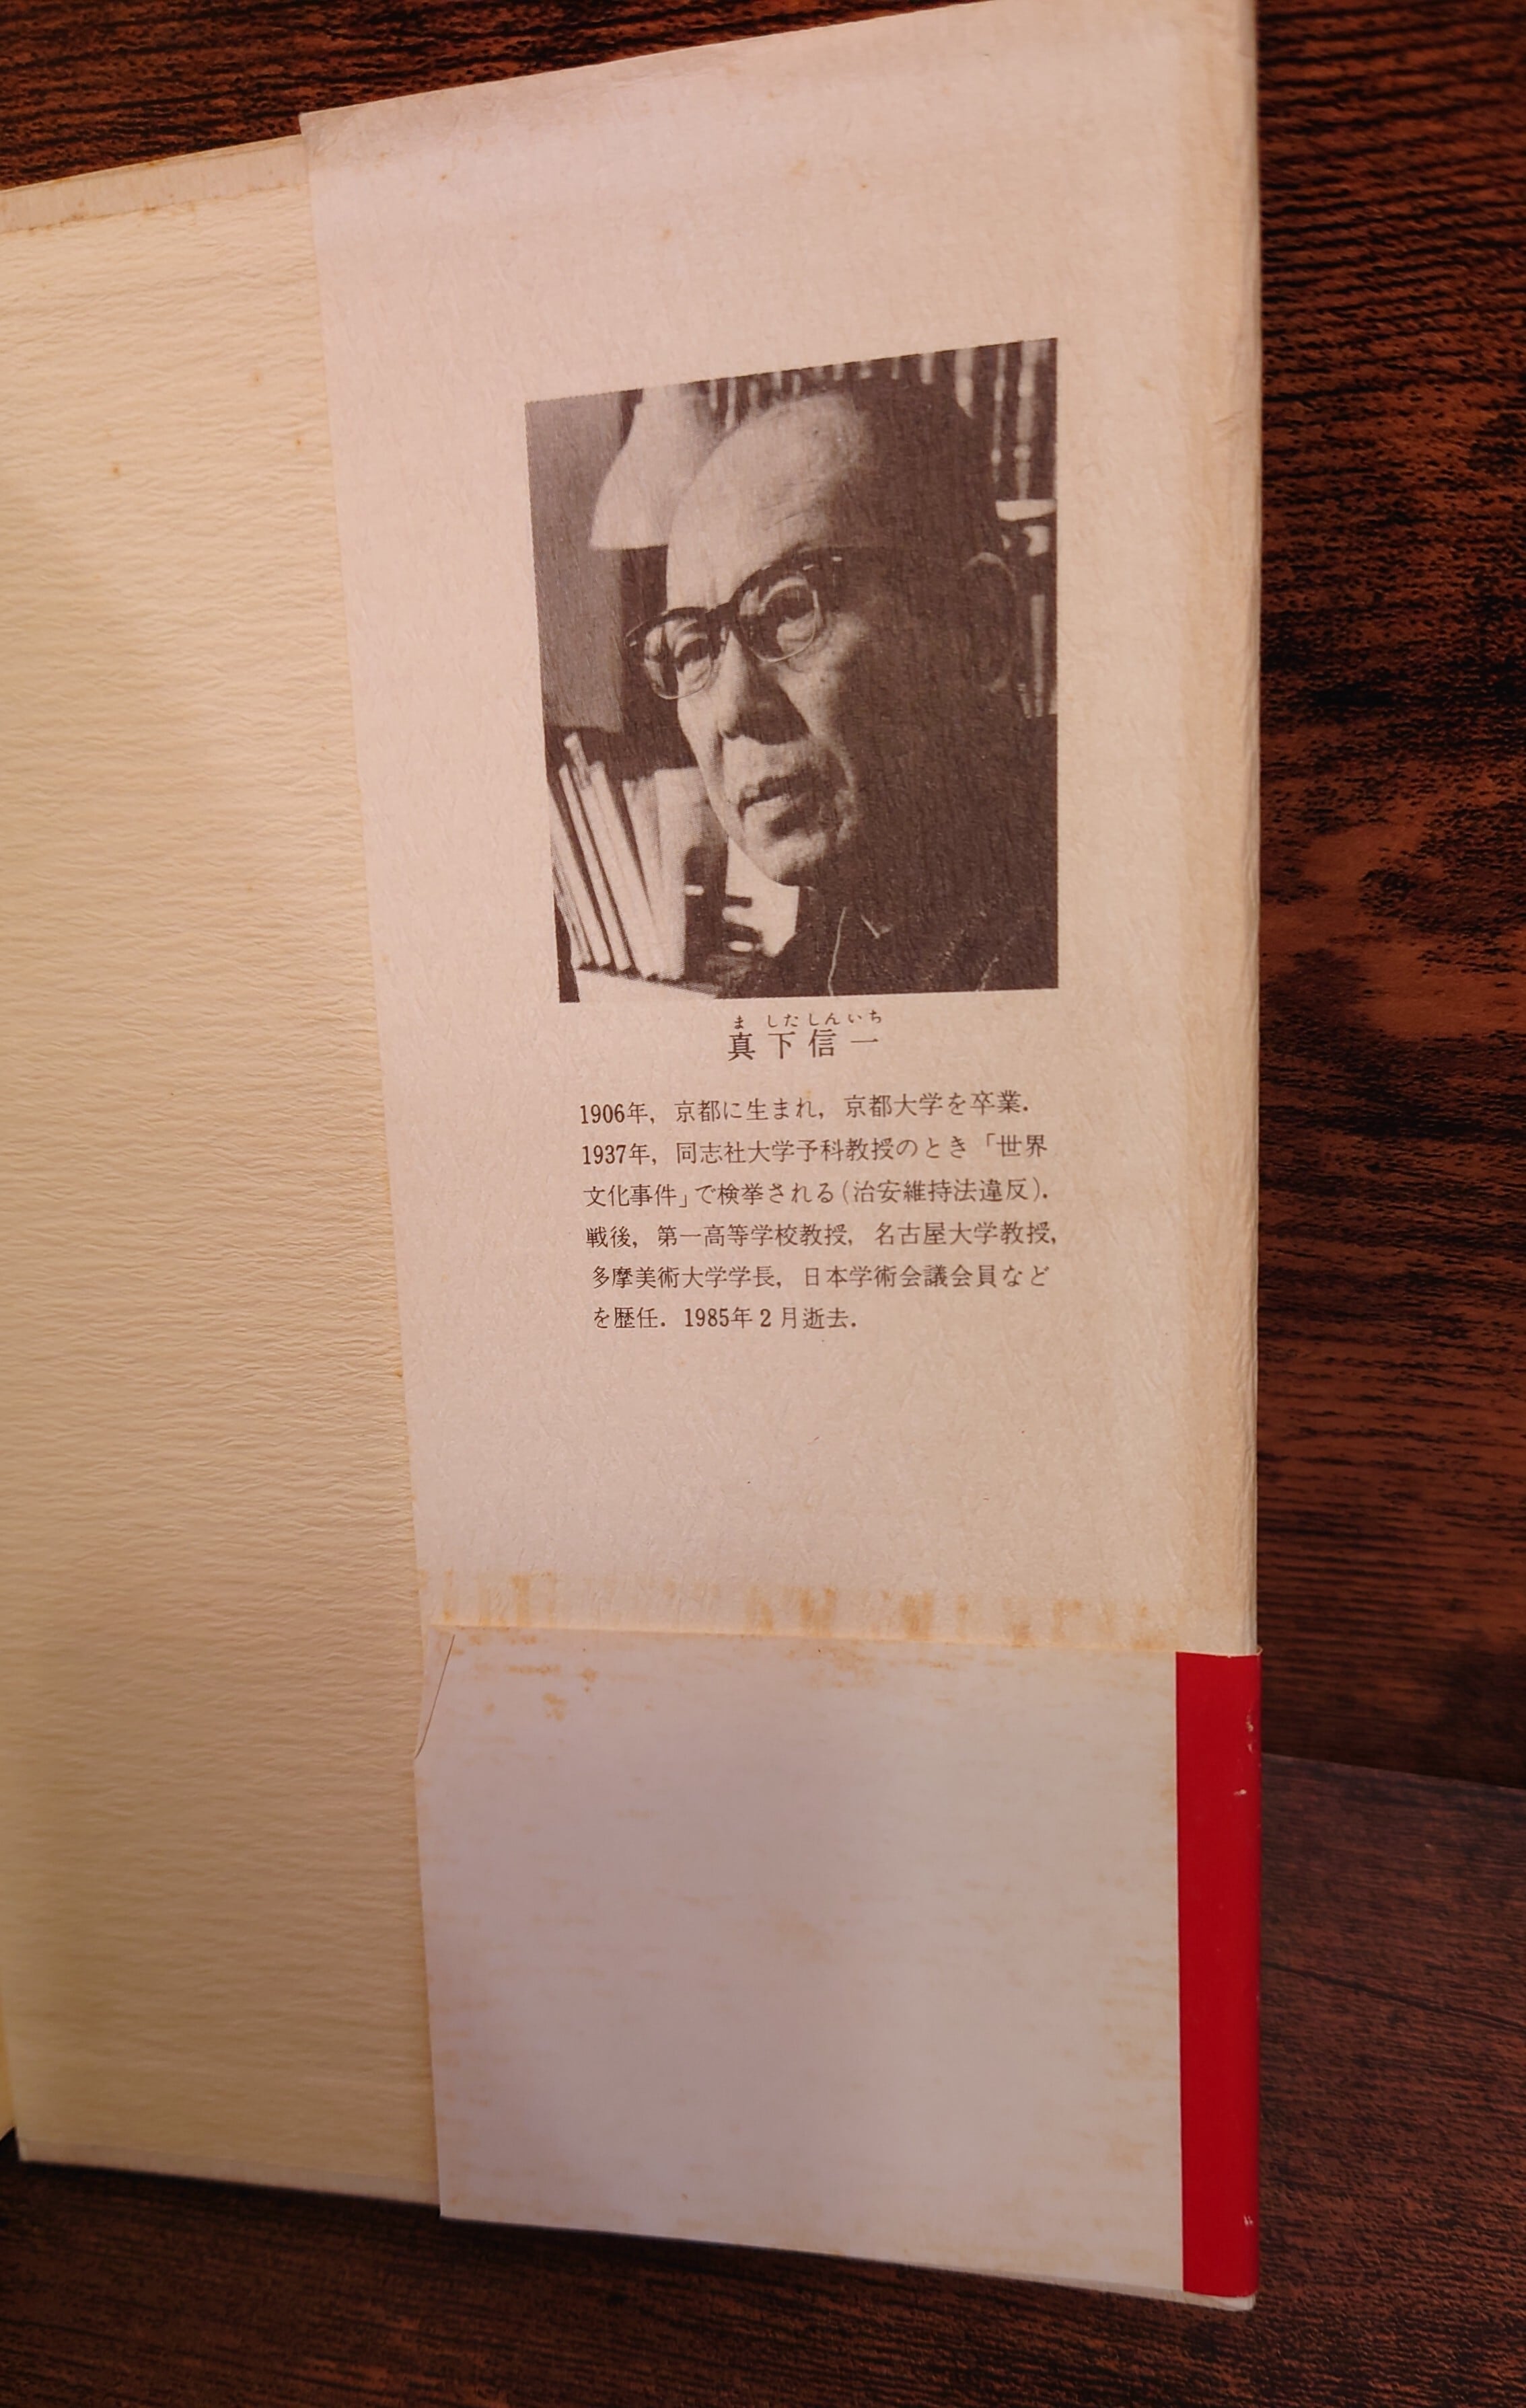 ま しもしんいち
真下信一
1906年，京都に生まれ，京都大学を卒業．
1937年，同志社大学予科教授のとき「世界
文化事件」で検挙される（治安維持法違反）．
戦後，第一高等学校教授，名古屋大学教授，
多摩美術大学学長，日本学術会議会員など
を歴任．1985年2月逝去．